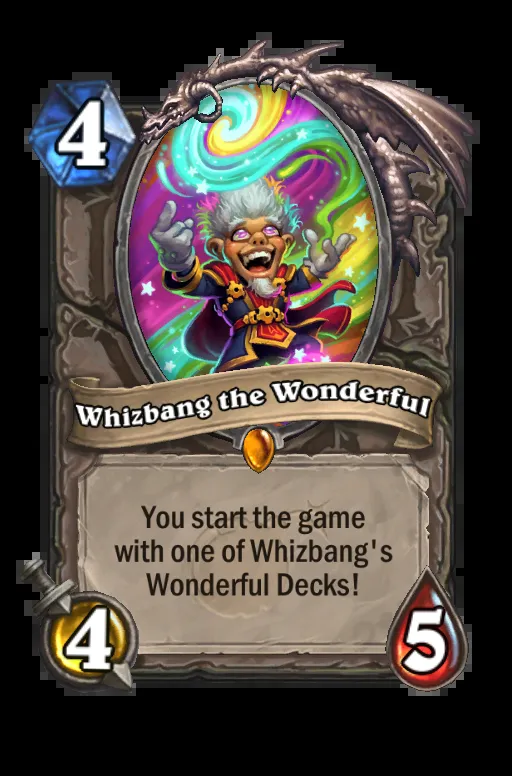 4
Whizbang the Wonderful
You start the game
with one of Whizbang's
Wonderful Decks!
4
5